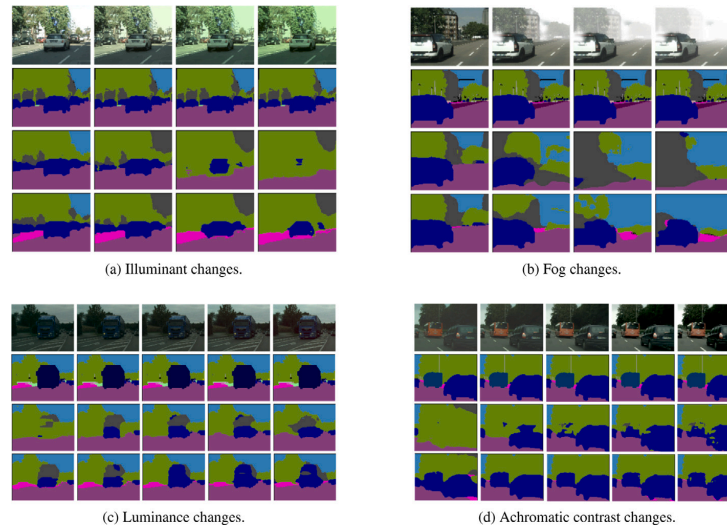 (a) Illuminant changes.
(b) Fog changes.
(c) Luminance changes.
(d) Achromatic contrast changes.